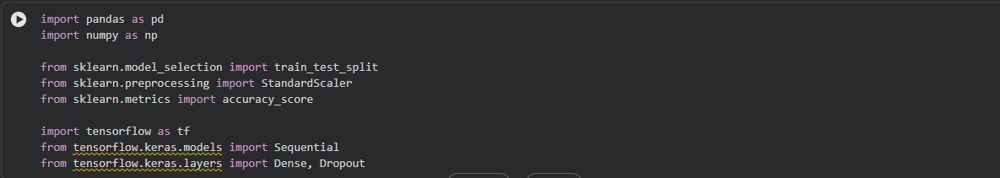 import pandas as pd
import numpy as np
from sklearn.model_selection import train_test_split
from sklearn.preprocessing import StandardScaler
from sklearn.metrics import accuracy_score
import tensorflow as tf
from tensorflow.keras.models import Sequential
from tensorflow.keras.layers import Dense, Dropout